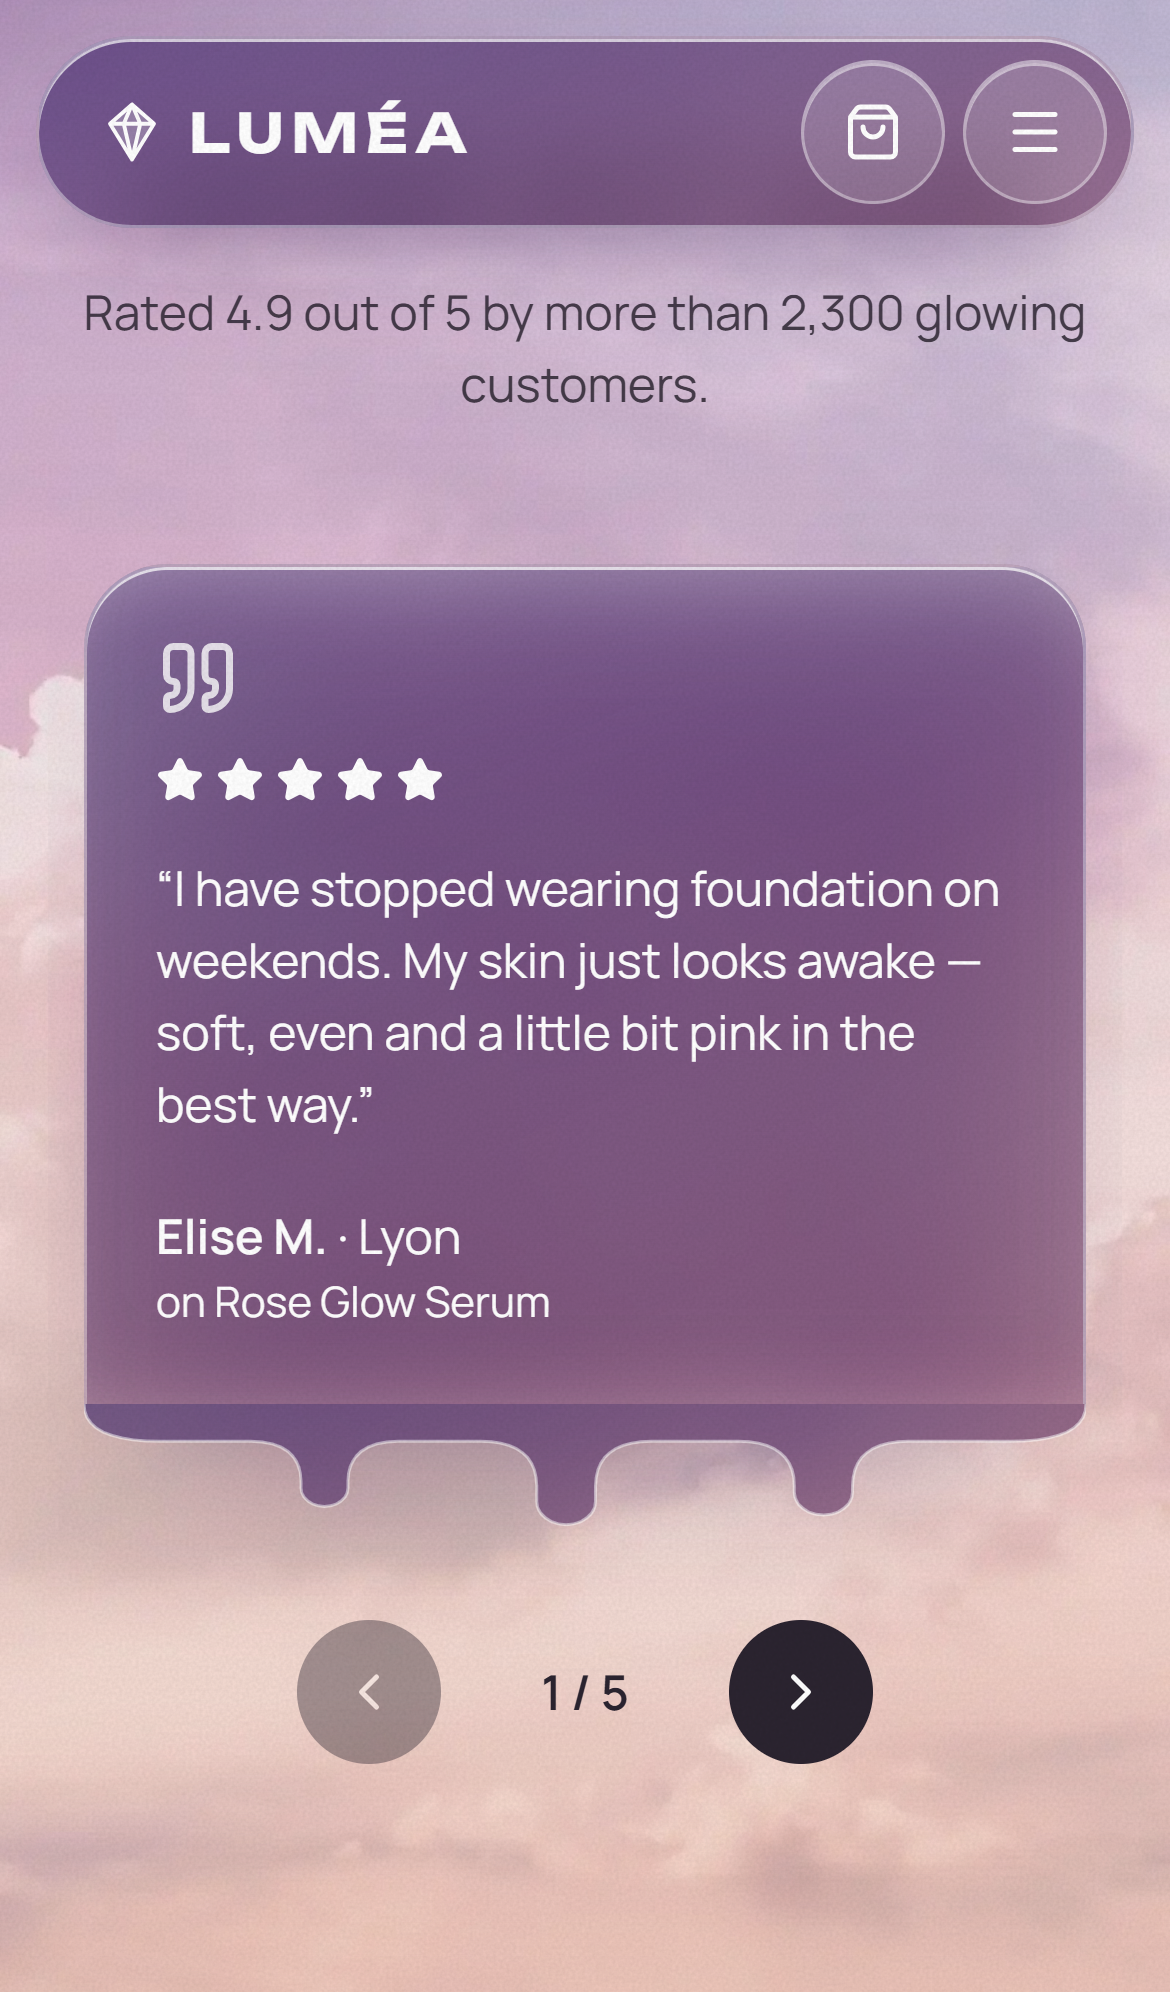 LUMÉA
Rated 4.9 out of 5 by more than 2,300 glowing
customers.
“I have stopped wearing foundation on
weekends. My skin just looks awake —
soft, even and a little bit pink in the
best way.”
Elise M. · Lyon
on Rose Glow Serum
1 / 5